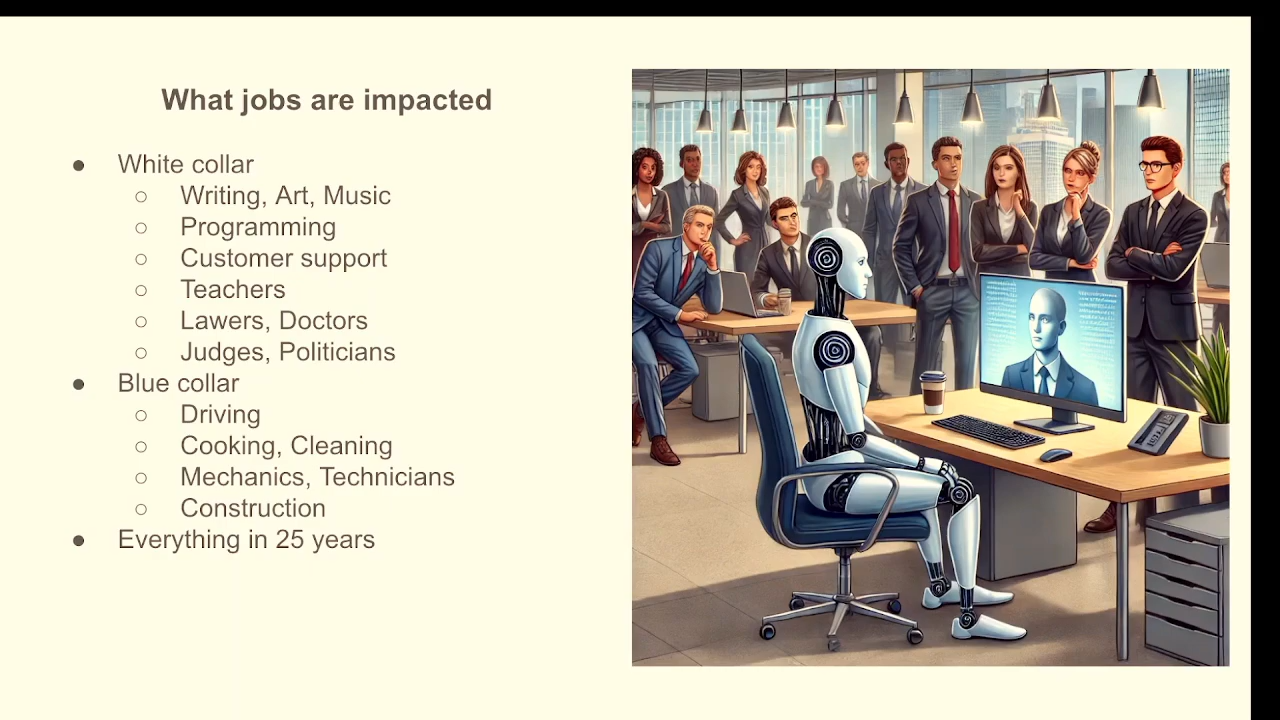 What jobs are impacted
● White collar
○ Writing, Art, Music
○ Programming
○ Customer support
○ Teachers
○ Lawers, Doctors
○ Judges, Politicians
● Blue collar
○ Driving
○ Cooking, Cleaning
○ Mechanics, Technicians
○ Construction
● Everything in 25 years